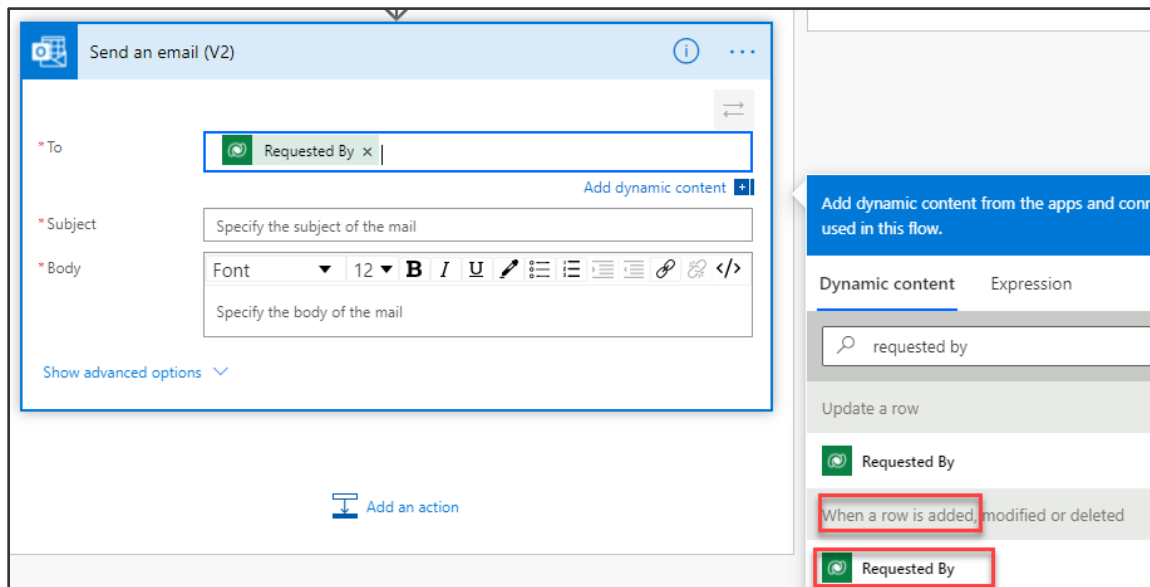 Send an email (V2)
* To
Requested By ×
Add dynamic content
* Subject
Specify the subject of the mail
* Body
Font 12 B I U </>
Specify the body of the mail
Show advanced options
Add an action
Add dynamic content from the apps and conn
used in this flow.
Dynamic content Expression
requested by
Update a row
Requested By
When a row is added, modified or deleted
Requested By